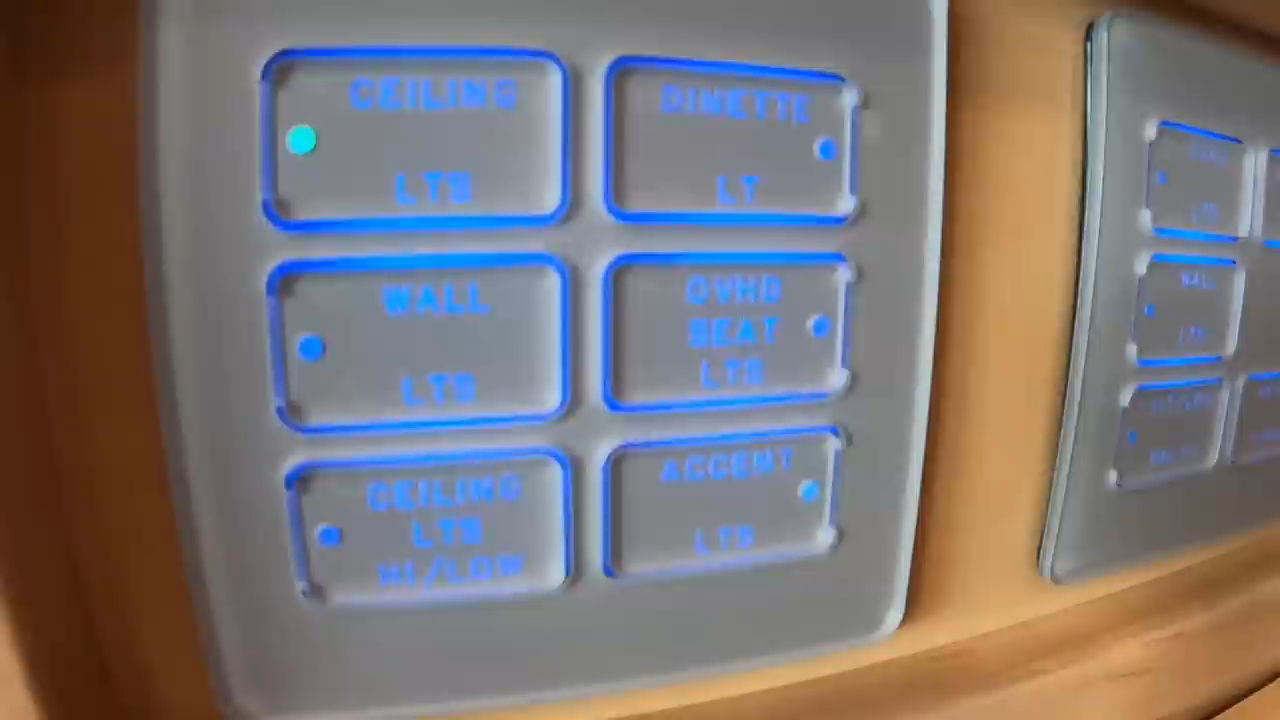 CEILING
LTS
DINETTE
LT
WALL
LTS
OVHD
SEAT
LTS
CEILING
LTS
HI/LOW
ACCENT
LTS
WALL
LTS